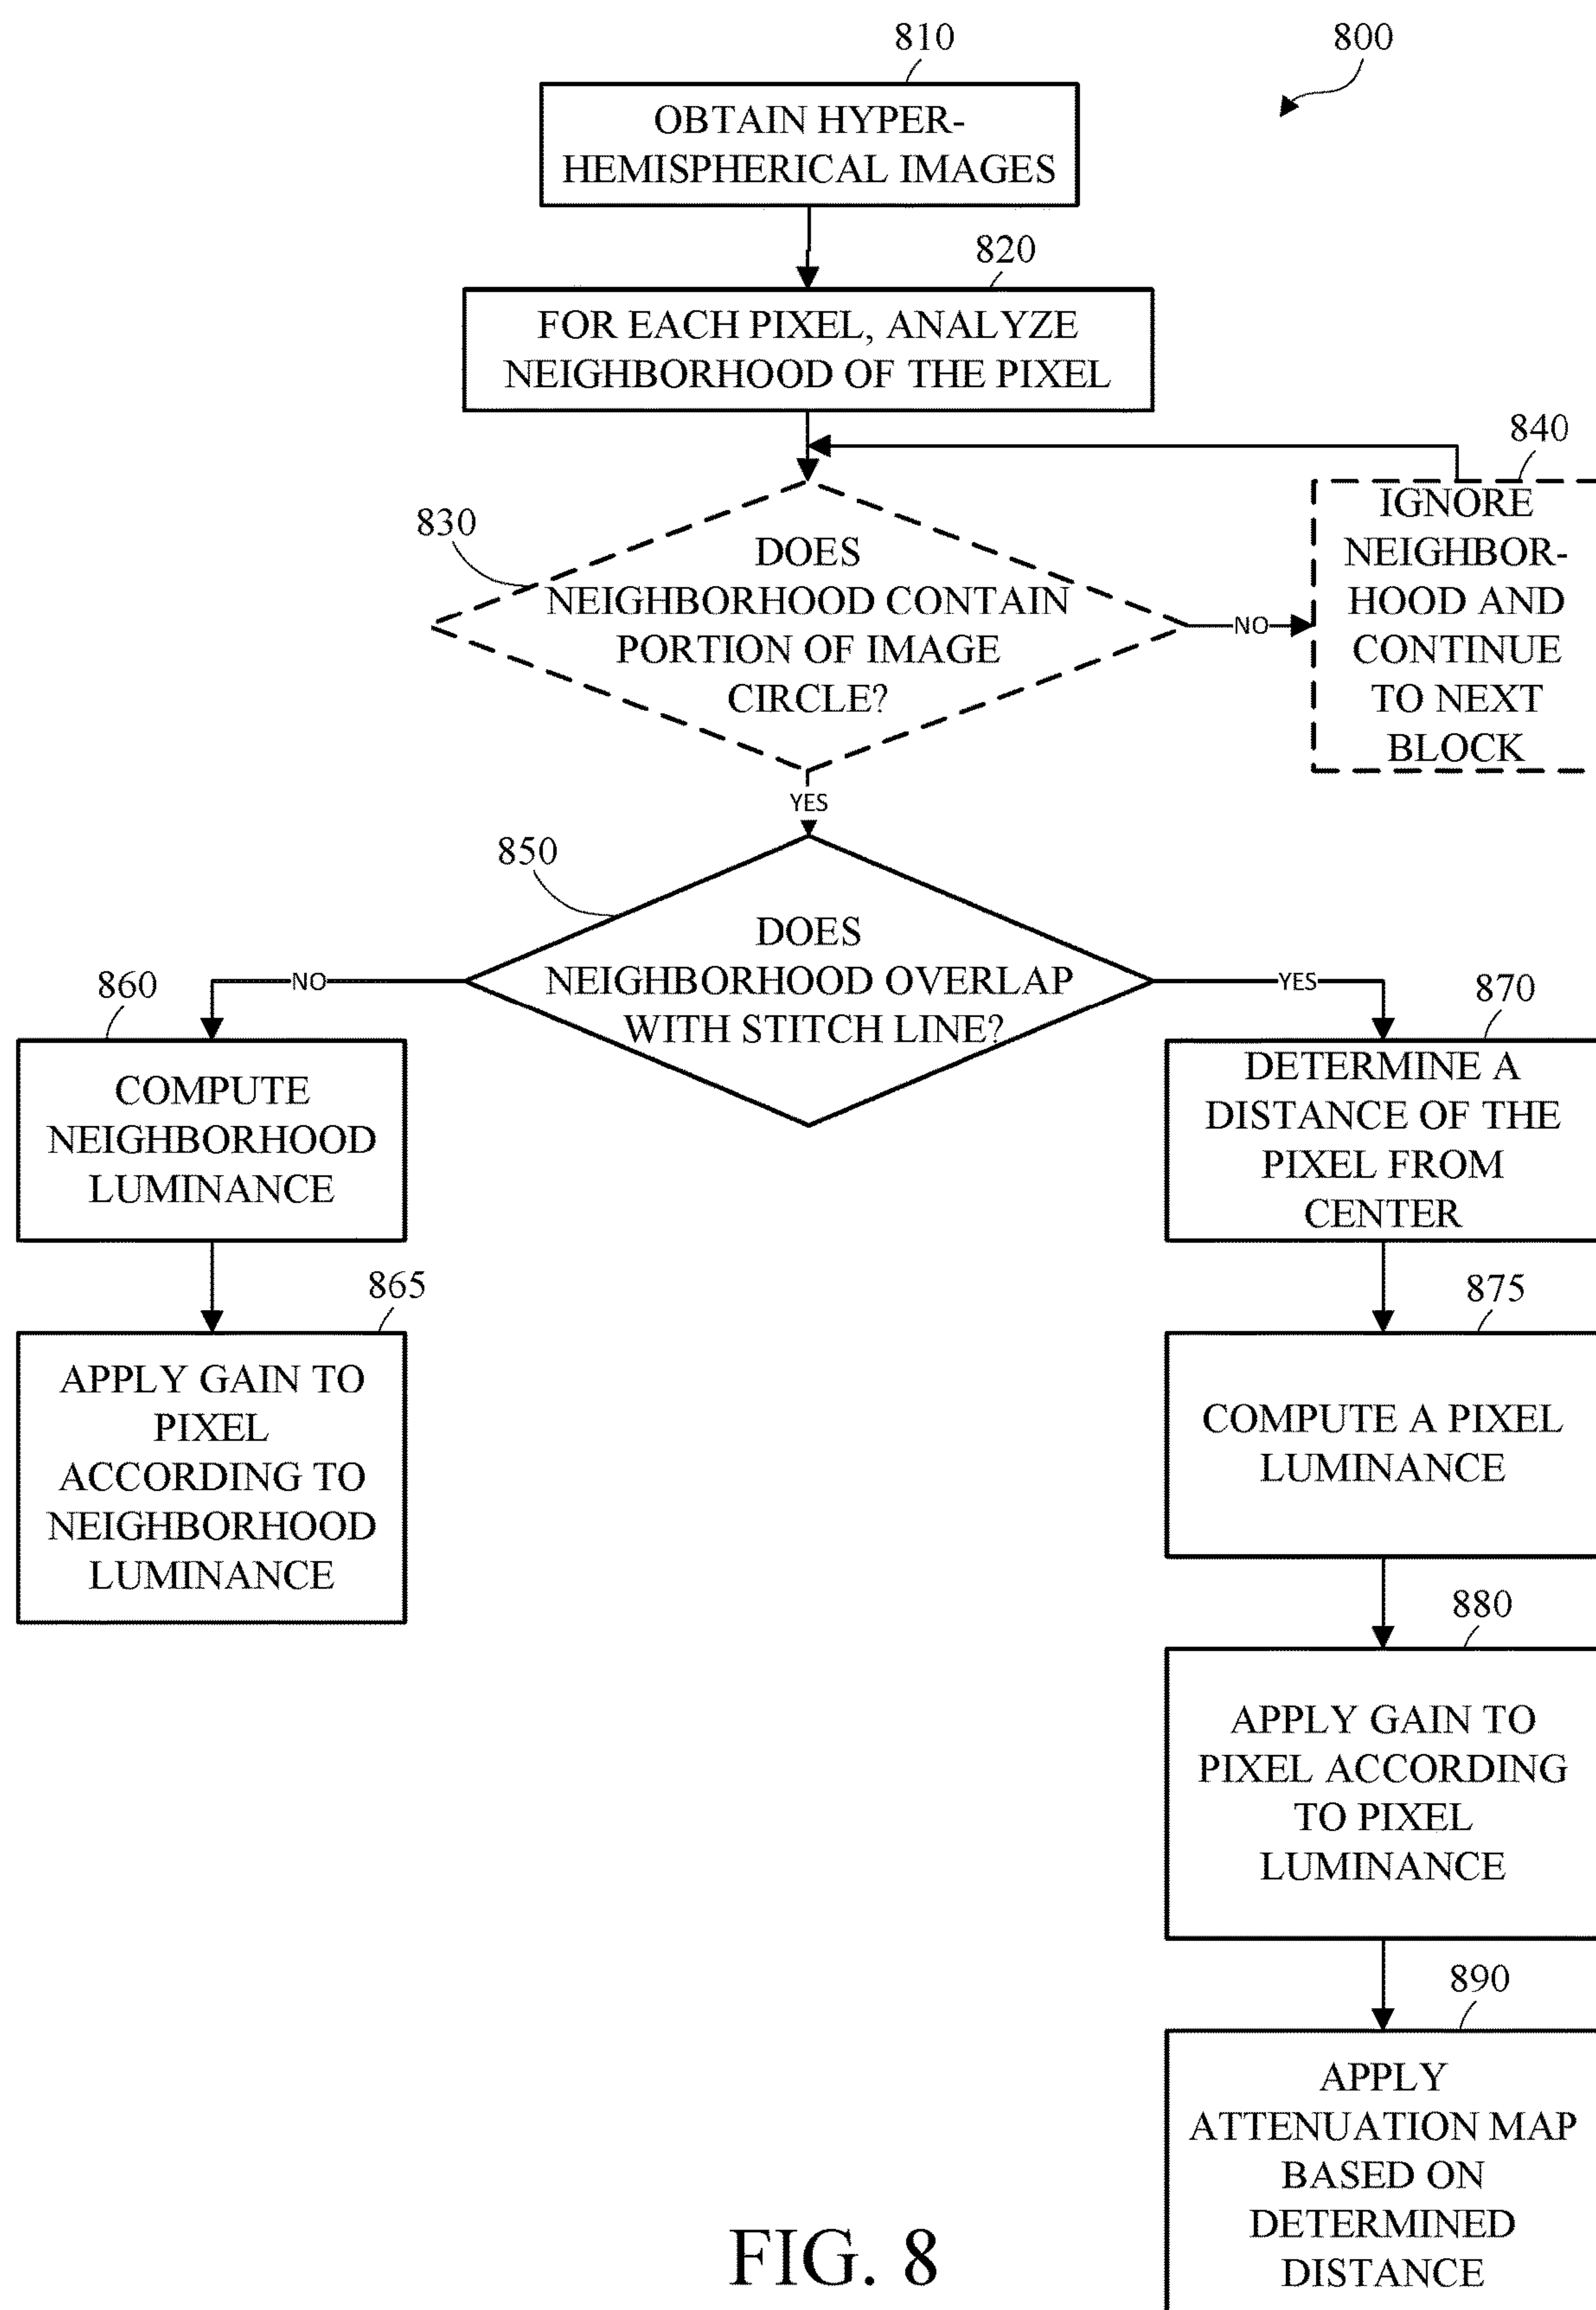 810
800
OBTAIN HYPER-
HEMISPHERICAL IMAGES
820
FOR EACH PIXEL, ANALYZE
NEIGHBORHOOD OF THE PIXEL
830
DOES
NEIGHBORHOOD CONTAIN
PORTION OF IMAGE
CIRCLE?
NO
840
IGNORE
NEIGHBOR-
HOOD AND
CONTINUE
TO NEXT
BLOCK
YES
850
DOES
NEIGHBORHOOD OVERLAP
WITH STITCH LINE?
NO
YES
860
COMPUTE
NEIGHBORHOOD
LUMINANCE
865
APPLY GAIN TO
PIXEL
ACCORDING TO
NEIGHBORHOOD
LUMINANCE
870
DETERMINE A
DISTANCE OF THE
PIXEL FROM
CENTER
875
COMPUTE A PIXEL
LUMINANCE
880
APPLY GAIN TO
PIXEL ACCORDING
TO PIXEL
LUMINANCE
890
APPLY
ATTENUATION MAP
BASED ON
DETERMINED
DISTANCE
FIG. 8